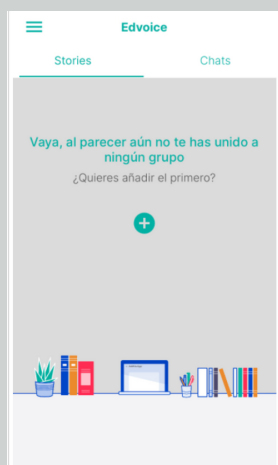 Edvoice
Stories Chats
Vaya, al parecer aún no te has unido a
ningún grupo
¿Quieres añadir el primero?